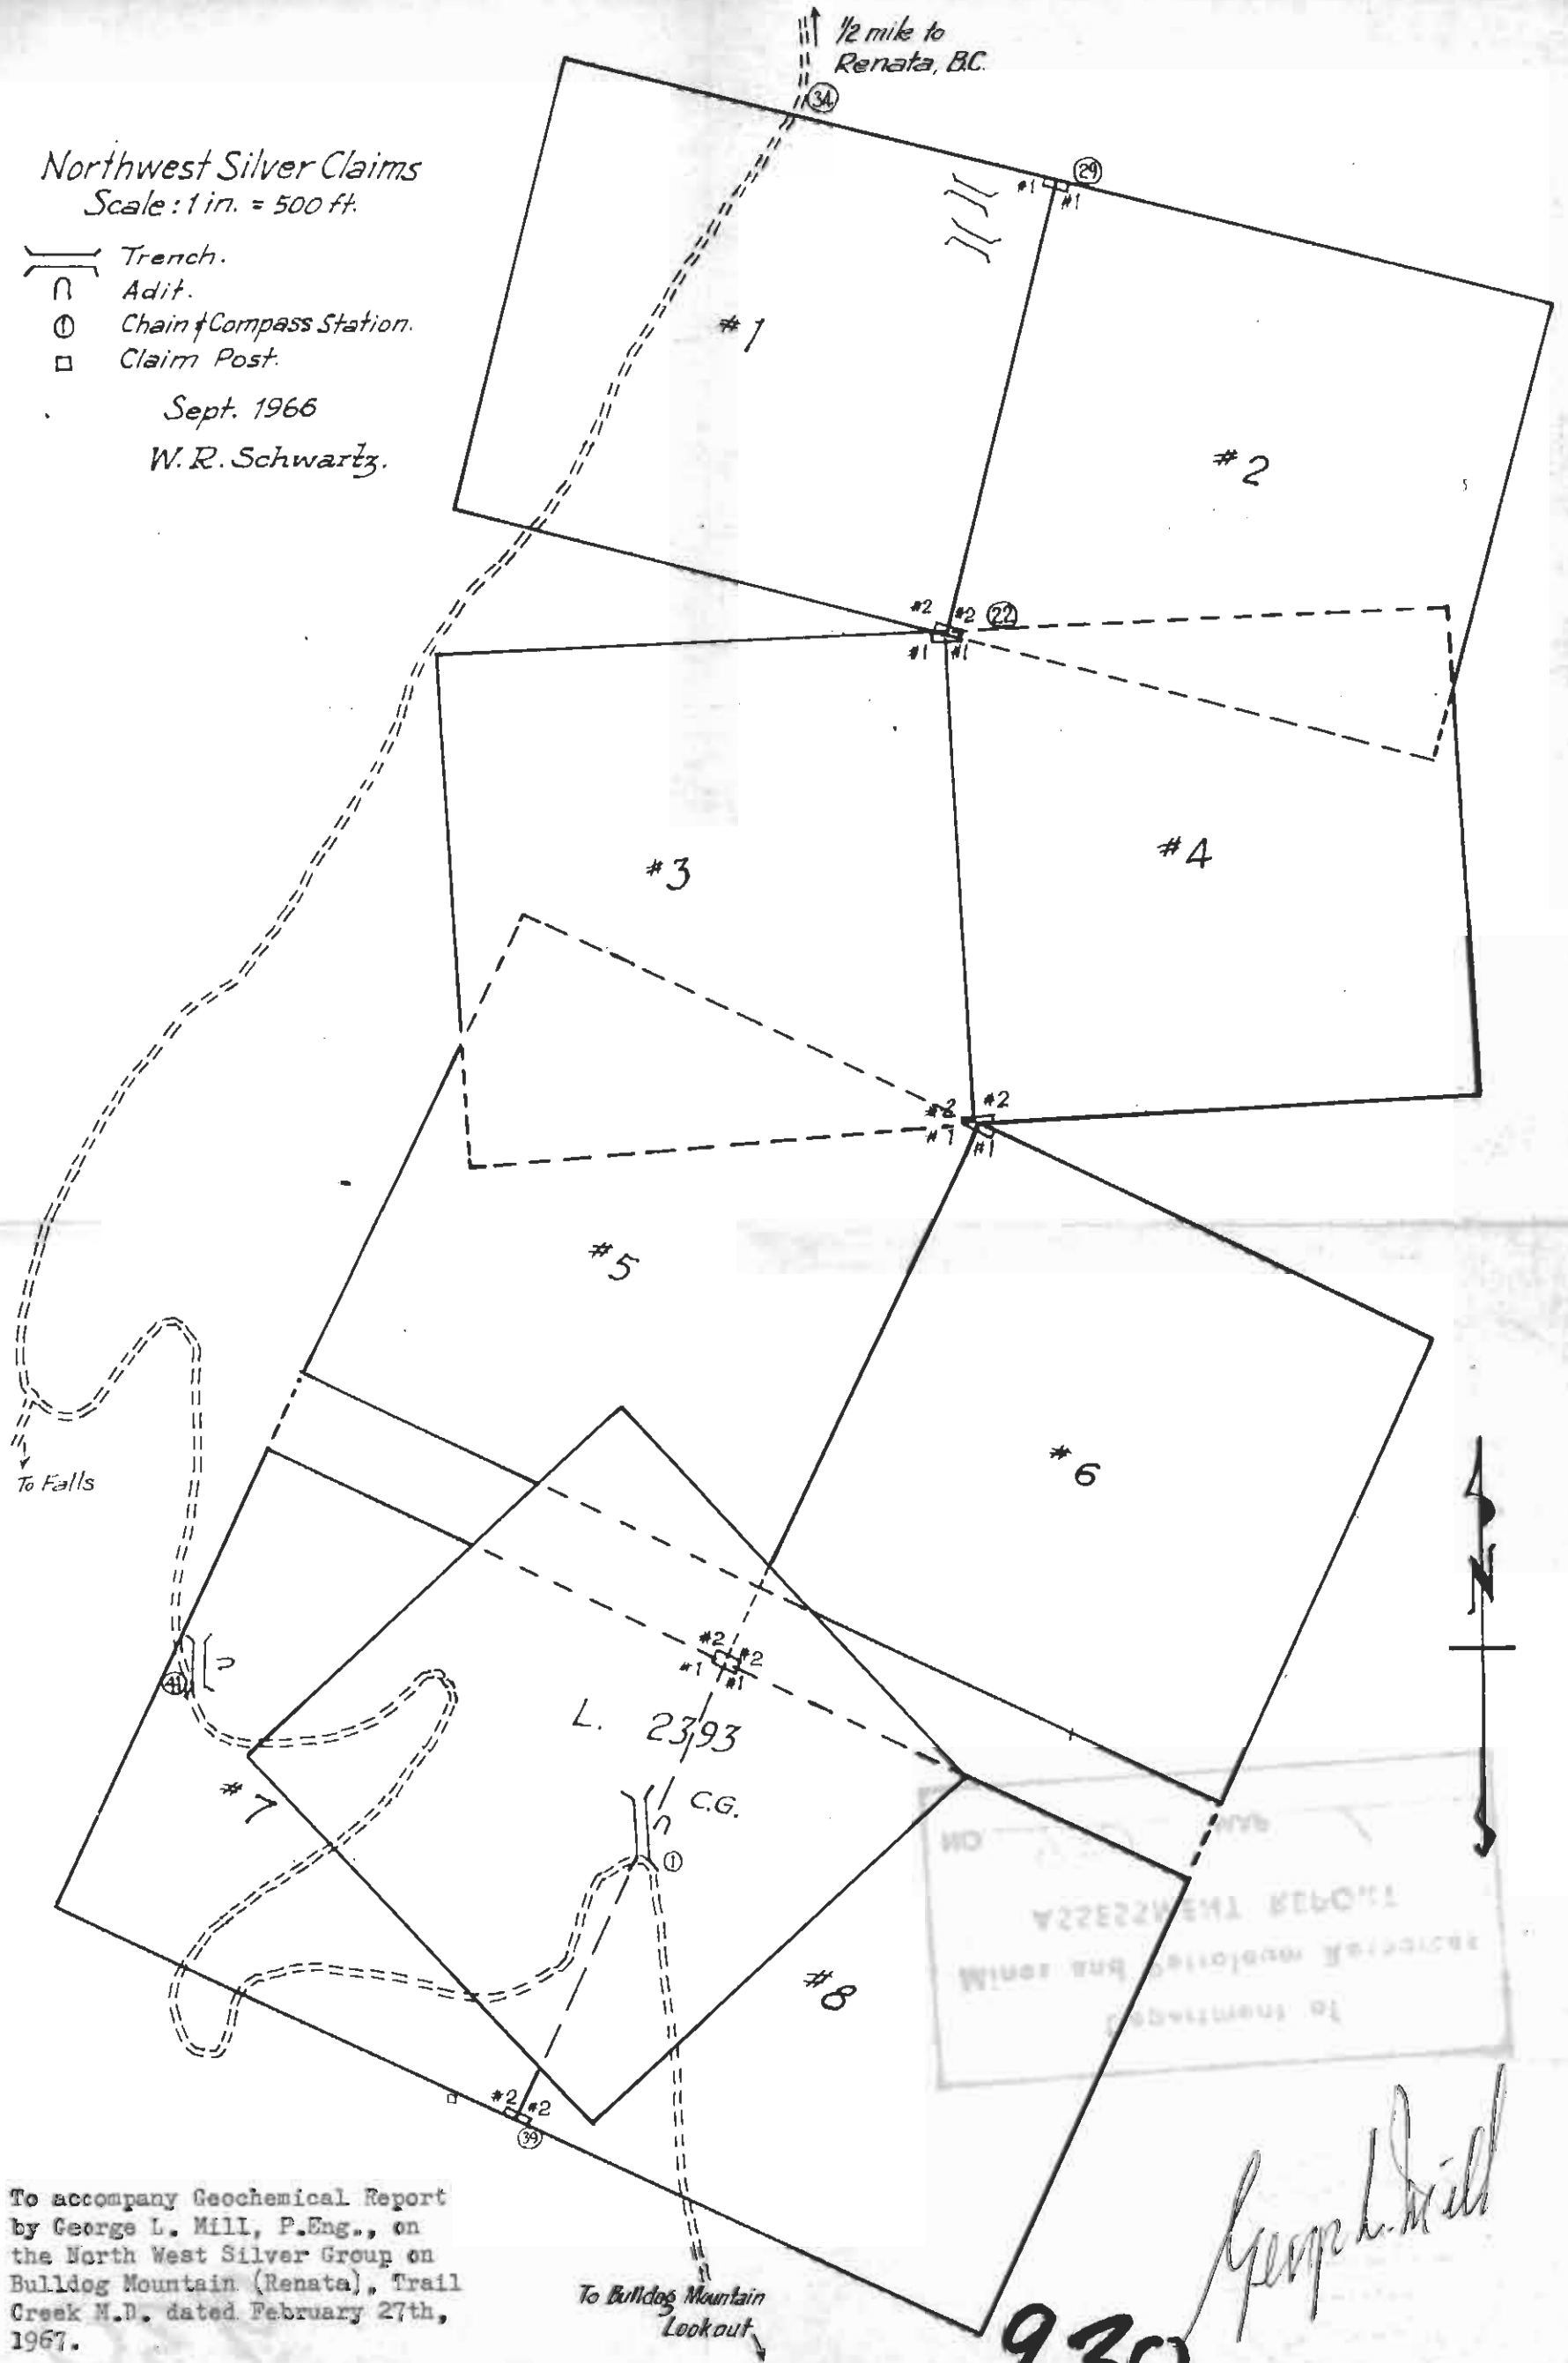 1/2 mile to
Renata, B.C.
34
Northwest Silver Claims
Scale: 1 in. = 500 ft.
Trench.
Adit.
1 Chain & Compass Station.
Claim Post.
Sept. 1966
W. R. Schwartz.
#1 29
#1
#1
#2
#2 #2 22
#1 #1
#3
#4
#2 #2
#1 #1
#5
#6
To Falls
N
#2 #2
#1 #1
41
L. 2393
C.G.
#7
1
#8
NO MAP
ASSESSMENT REPORT
Mines and Petroleum Resources
Department of
#2 #2
39
To accompany Geochemical Report
by George L. Mill, P.Eng., on
the North West Silver Group on
Bulldog Mountain (Renata), Trail
Creek M.D. dated February 27th,
1967.
To Bulldog Mountain
Lookout
George L. Mill